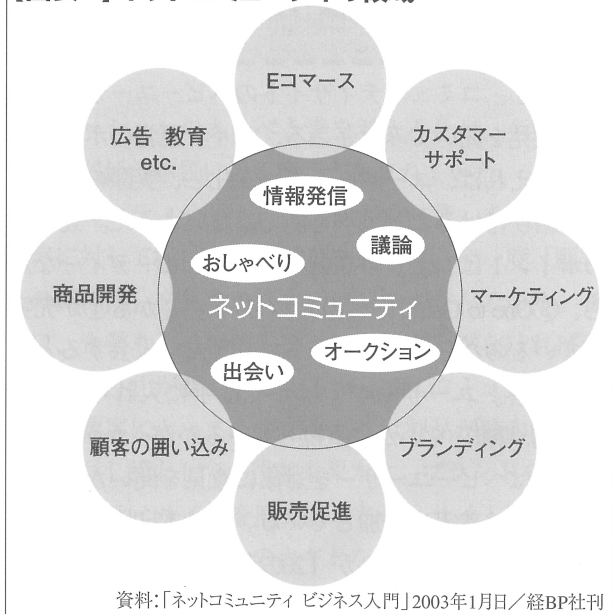 Eコマース
広告 教育
etc.
カスタマー
サポート
情報発信
議論
おしゃべり
商品開発
ネットコミュニティ
マーケティング
オークション
出会い
顧客の囲い込み
ブランディング
販売促進
資料:「ネットコミュニティ ビジネス入門」2003年1月日/経BP社刊